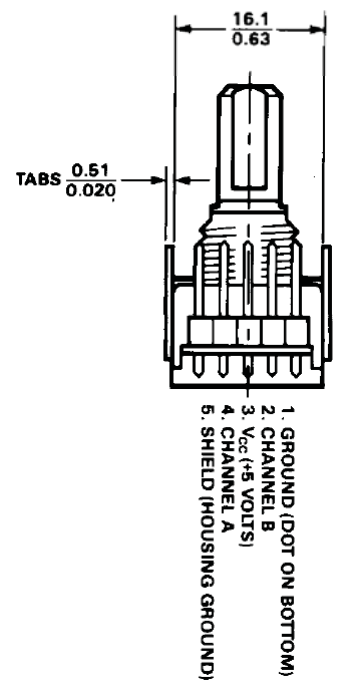 16.1
0.63
TABS 0.51
0.020
1. GROUND (DOT ON BOTTOM)
2. CHANNEL B
3. VCC (+5 VOLTS)
4. CHANNEL A
5. SHIELD (HOUSING GROUND)